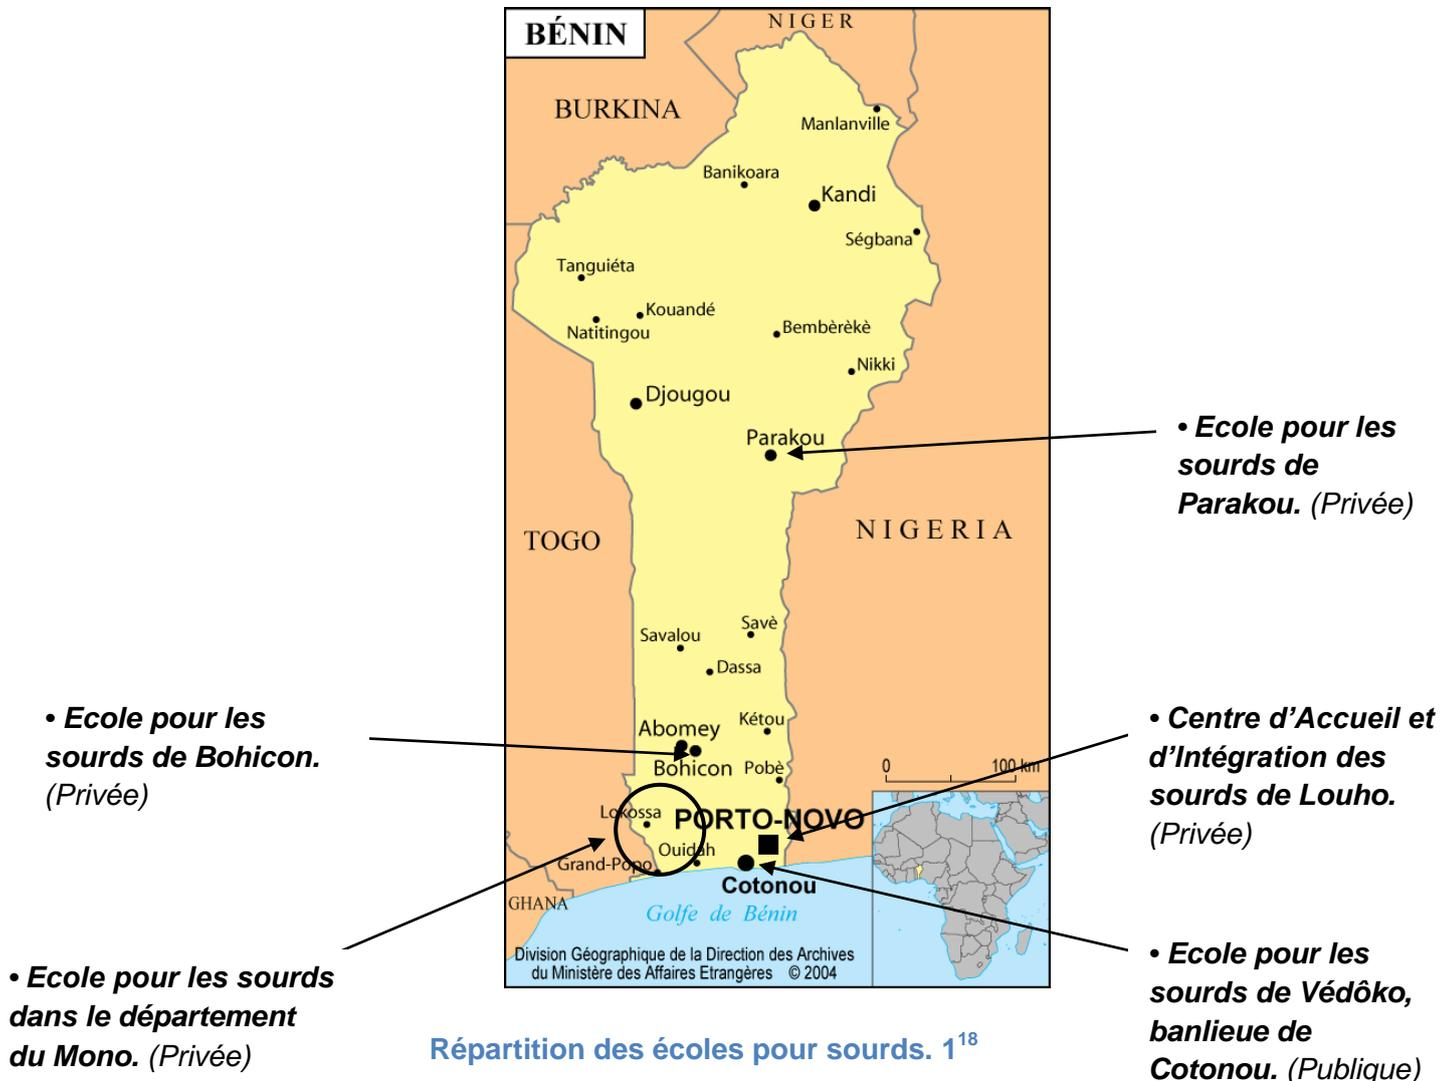 BÉNIN
NIGER
BURKINA
Manlanville
Banikoara
Kandi
Ségbana
Tanguiéta
Kouandé
Natitingou
Bembèrèkè
Nikki
Djougou
Parakou
• Ecole pour les
sourds de
Parakou. (Privée)
TOGO
NIGERIA
Savè
Savalou
Dassa
• Ecole pour les
sourds de Bohicon.
(Privée)
Abomey
Kétou
Bohicon
Pobè
0 100 km
• Centre d’Accueil et
d’Intégration des
sourds de Louho.
(Privée)
Lokossa
PORTO-NOVO
Ouidah
Grand-Popo
Cotonou
GHANA
Golfe de Bénin
Division Géographique de la Direction des Archives
du Ministère des Affaires Etrangères © 2004
• Ecole pour les sourds
dans le département
du Mono. (Privée)
• Ecole pour les
sourds de Védôko,
banlieue de
Cotonou. (Publique)
Répartition des écoles pour sourds. 1¹⁸